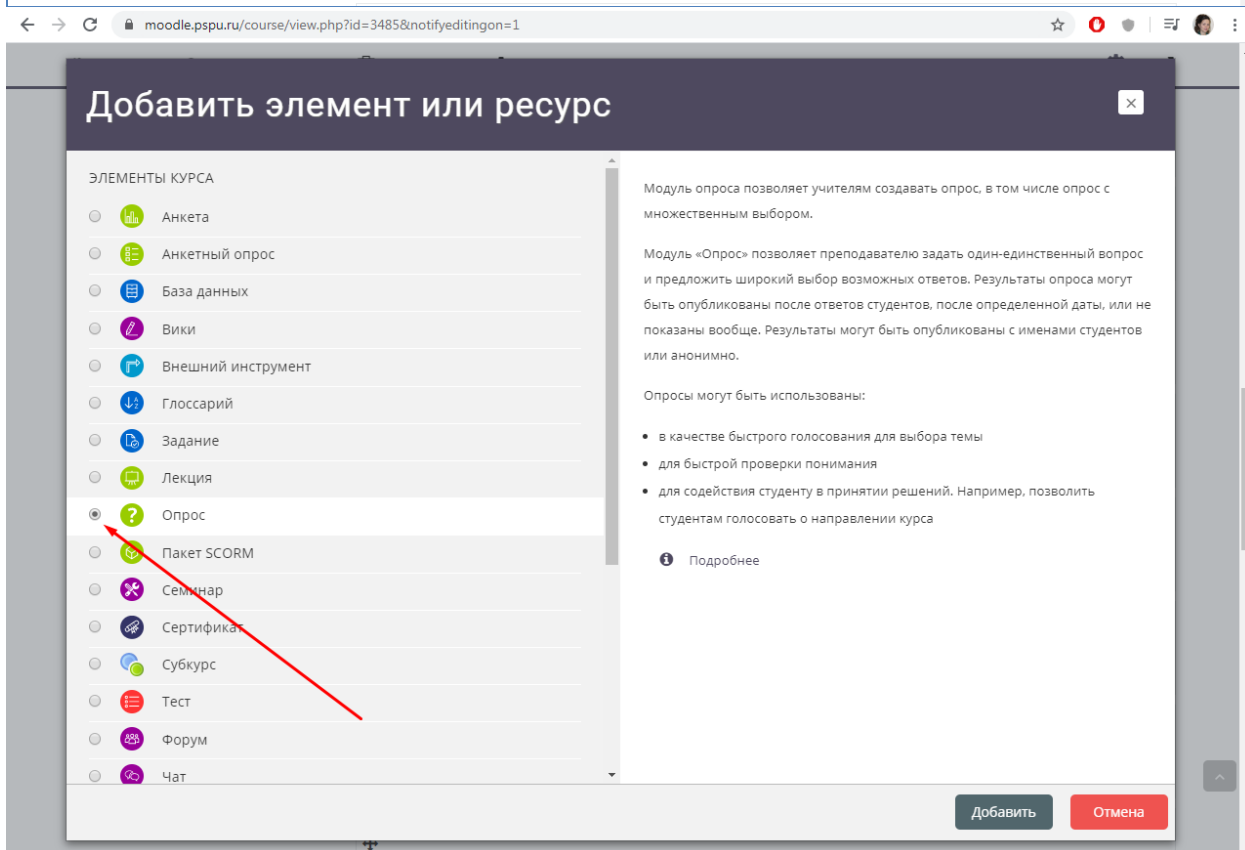 moodle.pspu.ru/course/view.php?id=3485&notifyeditingon=1
Добавить элемент или ресурс
ЭЛЕМЕНТЫ КУРСА
Анкета
Анкетный опрос
База данных
Вики
Внешний инструмент
Глоссарий
Задание
Лекция
Опрос
Пакет SCORM
Семинар
Сертификат
Субкурс
Тест
Форум
Чат
Модуль опроса позволяет учителям создавать опрос, в том числе опрос с
множественным выбором.
Модуль «Опрос» позволяет преподавателю задать один-единственный вопрос
и предложить широкий выбор возможных ответов. Результаты опроса могут
быть опубликованы после ответов студентов, после определенной даты, или не
показаны вообще. Результаты могут быть опубликованы с именами студентов
или анонимно.
Опросы могут быть использованы:
• в качестве быстрого голосования для выбора темы
• для быстрой проверки понимания
• для содействия студенту в принятии решений. Например, позволить
студентам голосовать о направлении курса
Подробнее
Добавить
Отмена